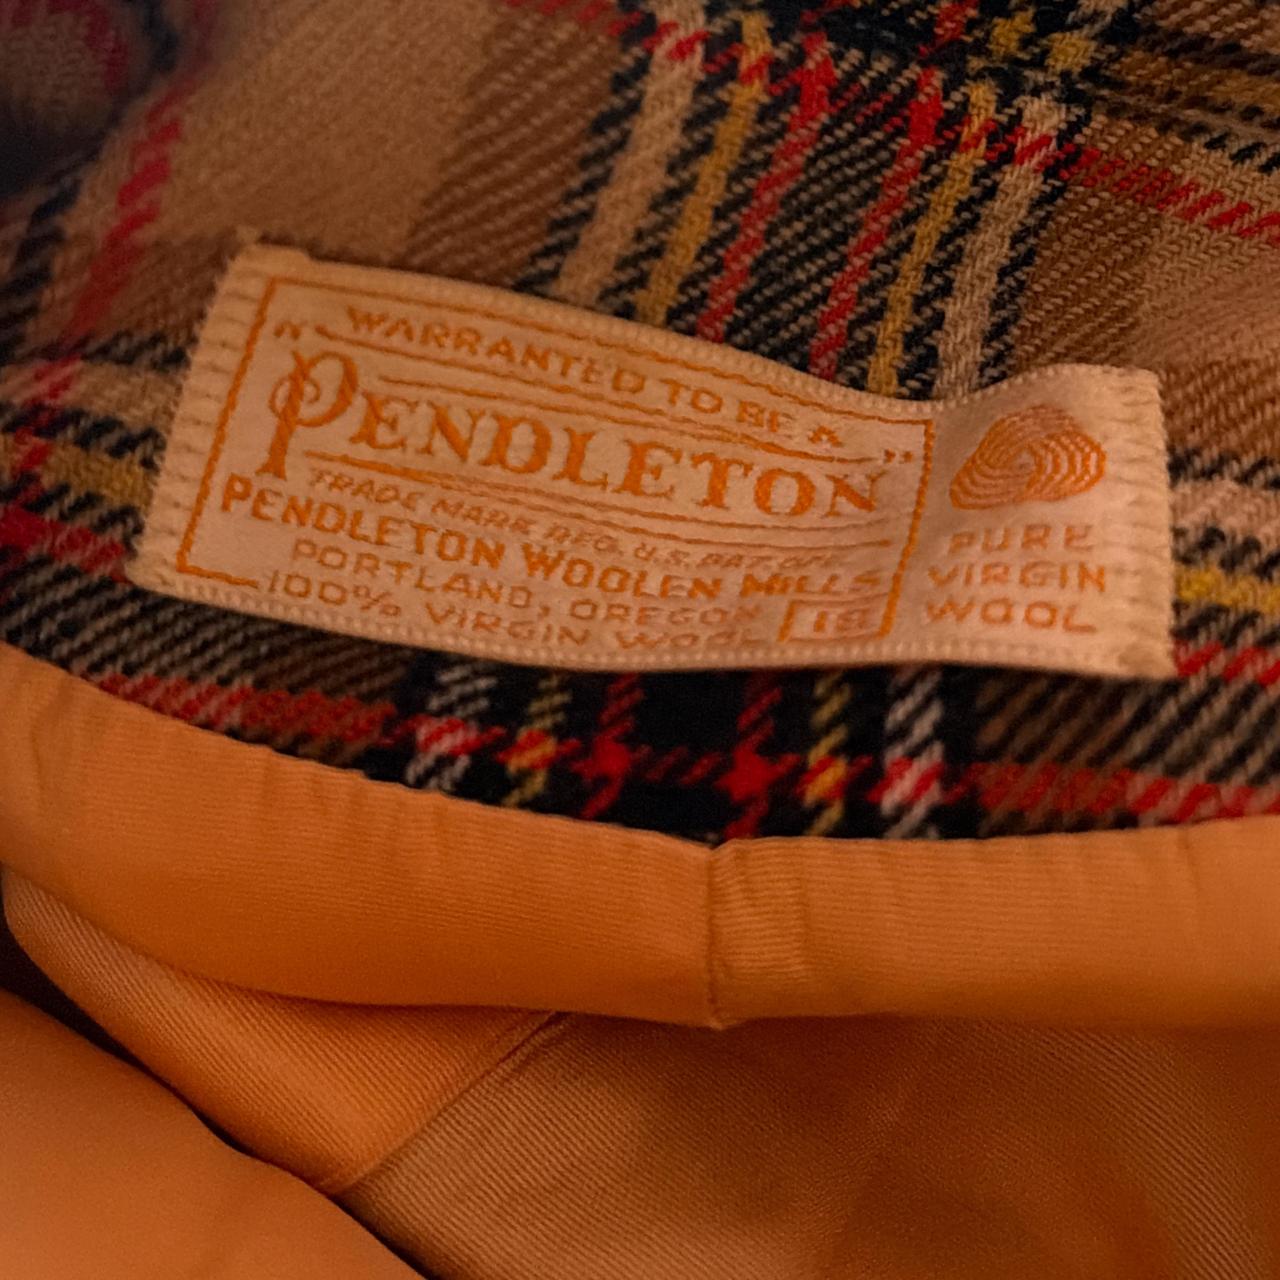 WARRANTED TO BE A
"PENDLETON"
TRADE MARK REG. U.S. PAT. OFF.
PENDLETON WOOLEN MILLS
PORTLAND, OREGON
100% VIRGIN WOOL 18
PURE
VIRGIN
WOOL